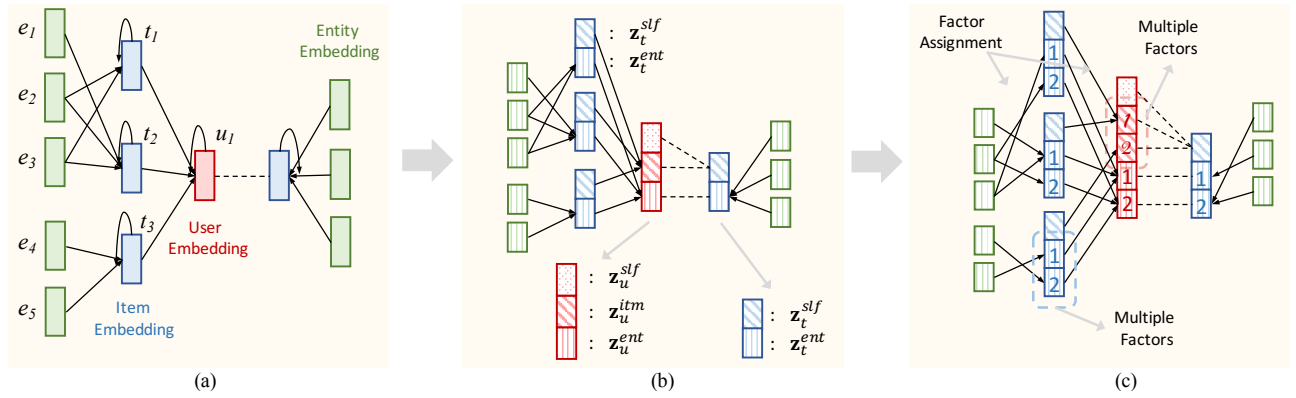 e1
e2
e3
e4
e5
t1
t2
t3
u1
Entity
Embedding
User
Embedding
Item
Embedding
(a)
: z_t^slf
: z_t^ent
: z_u^slf
: z_u^itm
: z_u^ent
: z_t^slf
: z_t^ent
(b)
Factor
Assignment
Multiple
Factors
1
2
1
2
1
2
1
2
1
2
1
2
Multiple
Factors
(c)